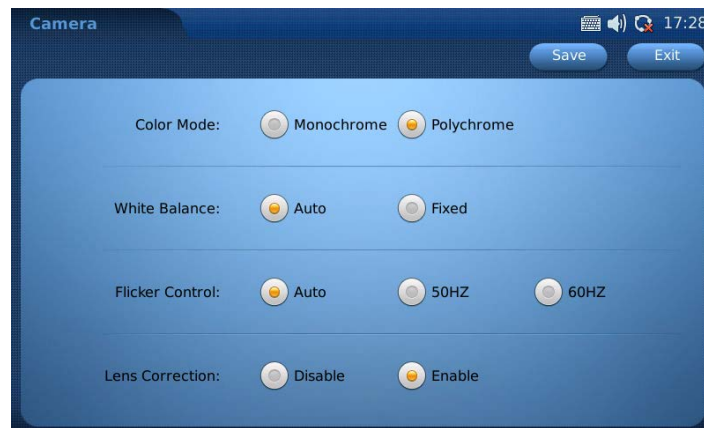 Camera 17:28
Save Exit
Color Mode: Monochrome Polychrome
White Balance: Auto Fixed
Flicker Control: Auto 50HZ 60HZ
Lens Correction: Disable Enable